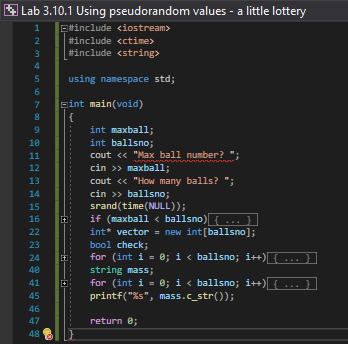 Lab 3.10.1 Using pseudorandom values - a little lottery
1 #include <iostream>
2 #include <ctime>
3 #include <string>
4
5 using namespace std;
6
7 int main(void)
8 {
9 int maxball;
10 int ballsno;
11 cout << "Max ball number? ";
12 cin >> maxball;
13 cout << "How many balls? ";
14 cin >> ballsno;
15 srand(time(NULL));
16 if (maxball < ballsno){ ... }
22 int* vector = new int[ballsno];
23 bool check;
24 for (int i = 0; i < ballsno; i++){ ... }
40 string mass;
41 for (int i = 0; i < ballsno; i++){ ... }
45 printf("%s", mass.c_str());
46
47 return 0;
48 }